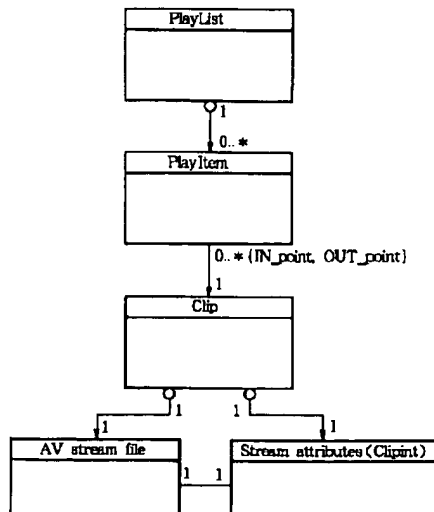 PlayList
1
0..*
PlayItem
0..* {IN_point, OUT_point}
1
Clip
1 1
1 1
AV stream file Stream attributes(Clipint)
1 1